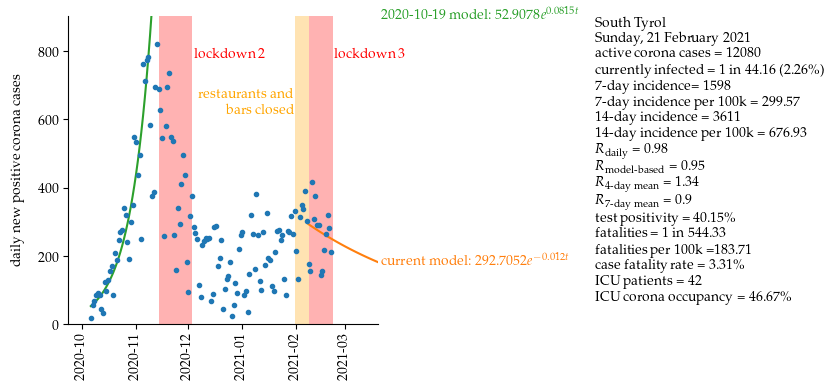 2020-10-19 model: 52.9078e^0.0815t
lockdown 2
lockdown 3
restaurants and
bars closed
current model: 292.7052e^−0.012t
daily new positive corona cases
800
600
400
200
0
2020-10
2020-11
2020-12
2021-01
2021-02
2021-03
South Tyrol
Sunday, 21 February 2021
active corona cases = 12080
currently infected = 1 in 44.16 (2.26%)
7-day incidence= 1598
7-day incidence per 100k = 299.57
14-day incidence = 3611
14-day incidence per 100k = 676.93
R_daily = 0.98
R_model-based = 0.95
R_4-day mean = 1.34
R_7-day mean = 0.9
test positivity = 40.15%
fatalities = 1 in 544.33
fatalities per 100k =183.71
case fatality rate = 3.31%
ICU patients = 42
ICU corona occupancy = 46.67%